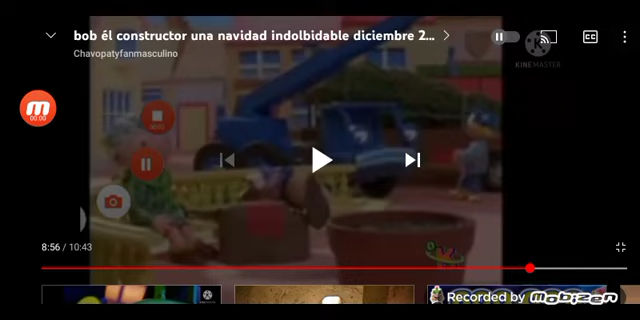 bob él constructor una navidad indolbidable diciembre 2...
Chavopatyfanmasculino
CC
KINEMASTER
00:00
8:56 / 10:43
Recorded by mobizen